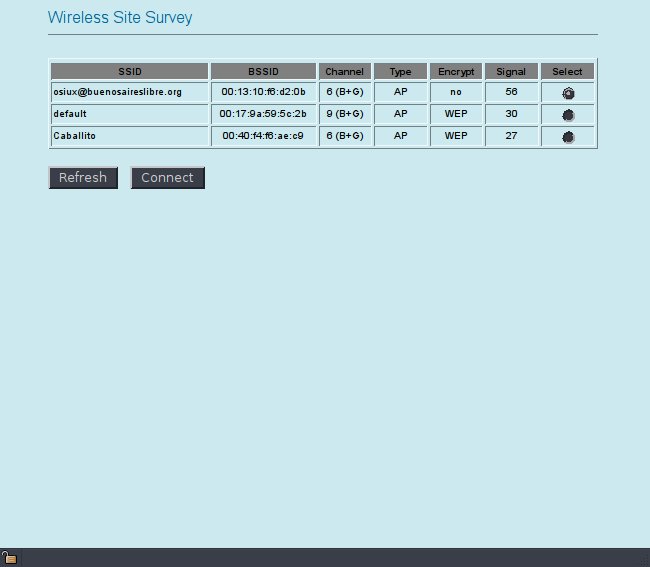 Wireless Site Survey
SSID BSSID Channel Type Encrypt Signal Select
osiux@buenosaireslibre.org 00:13:10:f6:d2:0b 6 (B+G) AP no 56
default 00:17:9a:59:5c:2b 9 (B+G) AP WEP 30
Caballito 00:40:f4:f6:ae:c9 6 (B+G) AP WEP 27
Refresh Connect